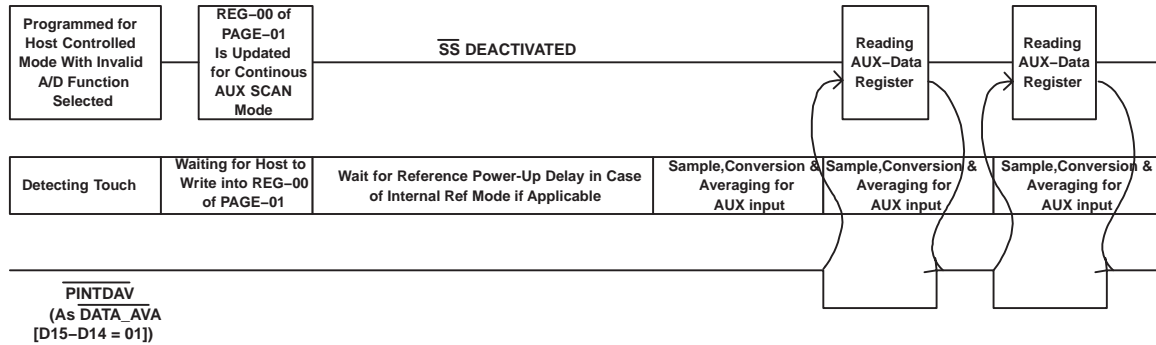 Programmed for
Host Controlled
Mode With Invalid
A/D Function
Selected
REG−00 of
PAGE−01
Is Updated
for Continous
AUX SCAN
Mode
SS DEACTIVATED
Reading
AUX−Data
Register
Reading
AUX−Data
Register
Detecting Touch
Waiting for Host to
Write into REG−00
of PAGE−01
Wait for Reference Power-Up Delay in Case
of Internal Ref Mode if Applicable
Sample,Conversion &
Averaging for
AUX input
Sample,Conversion &
Averaging for
AUX input
Sample,Conversion &
Averaging for
AUX input
PINTDAV
(As DATA_AVA
[D15−D14 = 01])